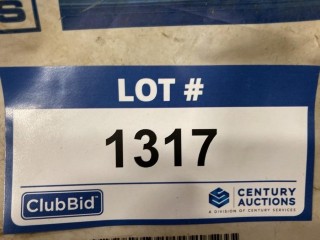 LOT #
1317
ClubBid
CENTURY
AUCTIONS
A DIVISION OF CENTURY SERVICES